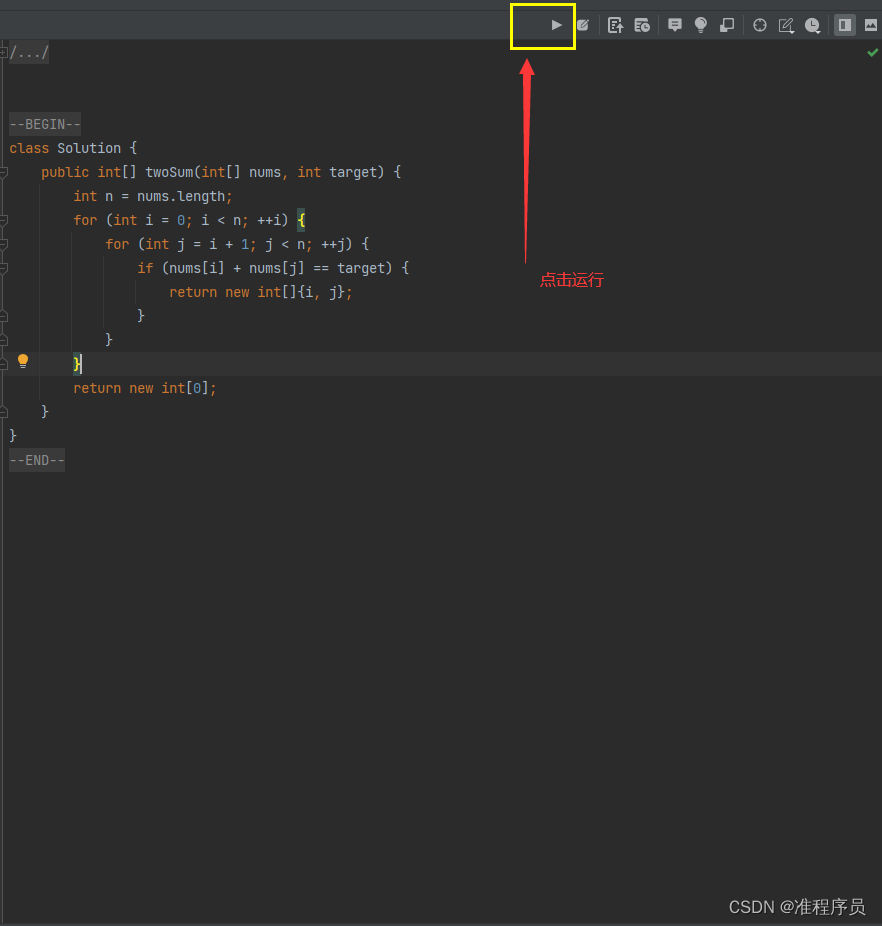 /.../
--BEGIN--
class Solution {
    public int[] twoSum(int[] nums, int target) {
        int n = nums.length;
        for (int i = 0; i < n; ++i) {
            for (int j = i + 1; j < n; ++j) {
                if (nums[i] + nums[j] == target) {
                    return new int[]{i, j};
                }
            }
        }
        return new int[0];
    }
}
--END--
点击运行
CSDN @准程序员